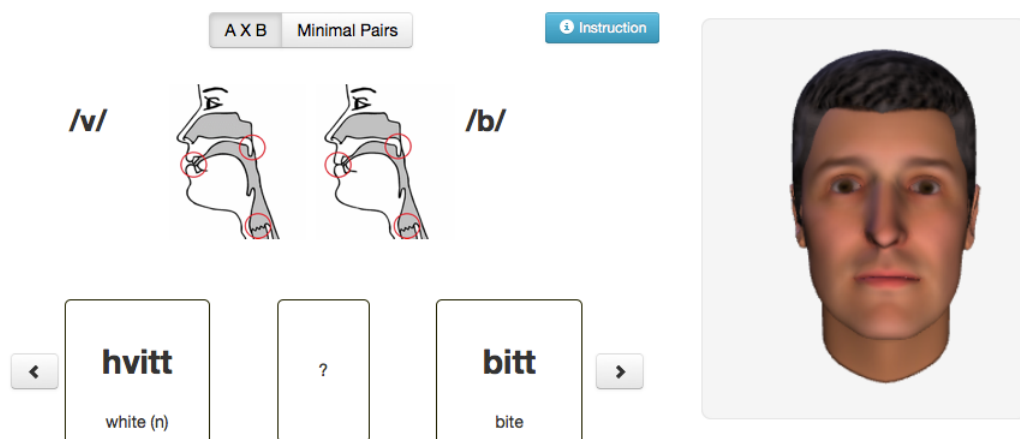 A X B
Minimal Pairs
Instruction
/v/
/b/
hvitt
white (n)
?
bitt
bite